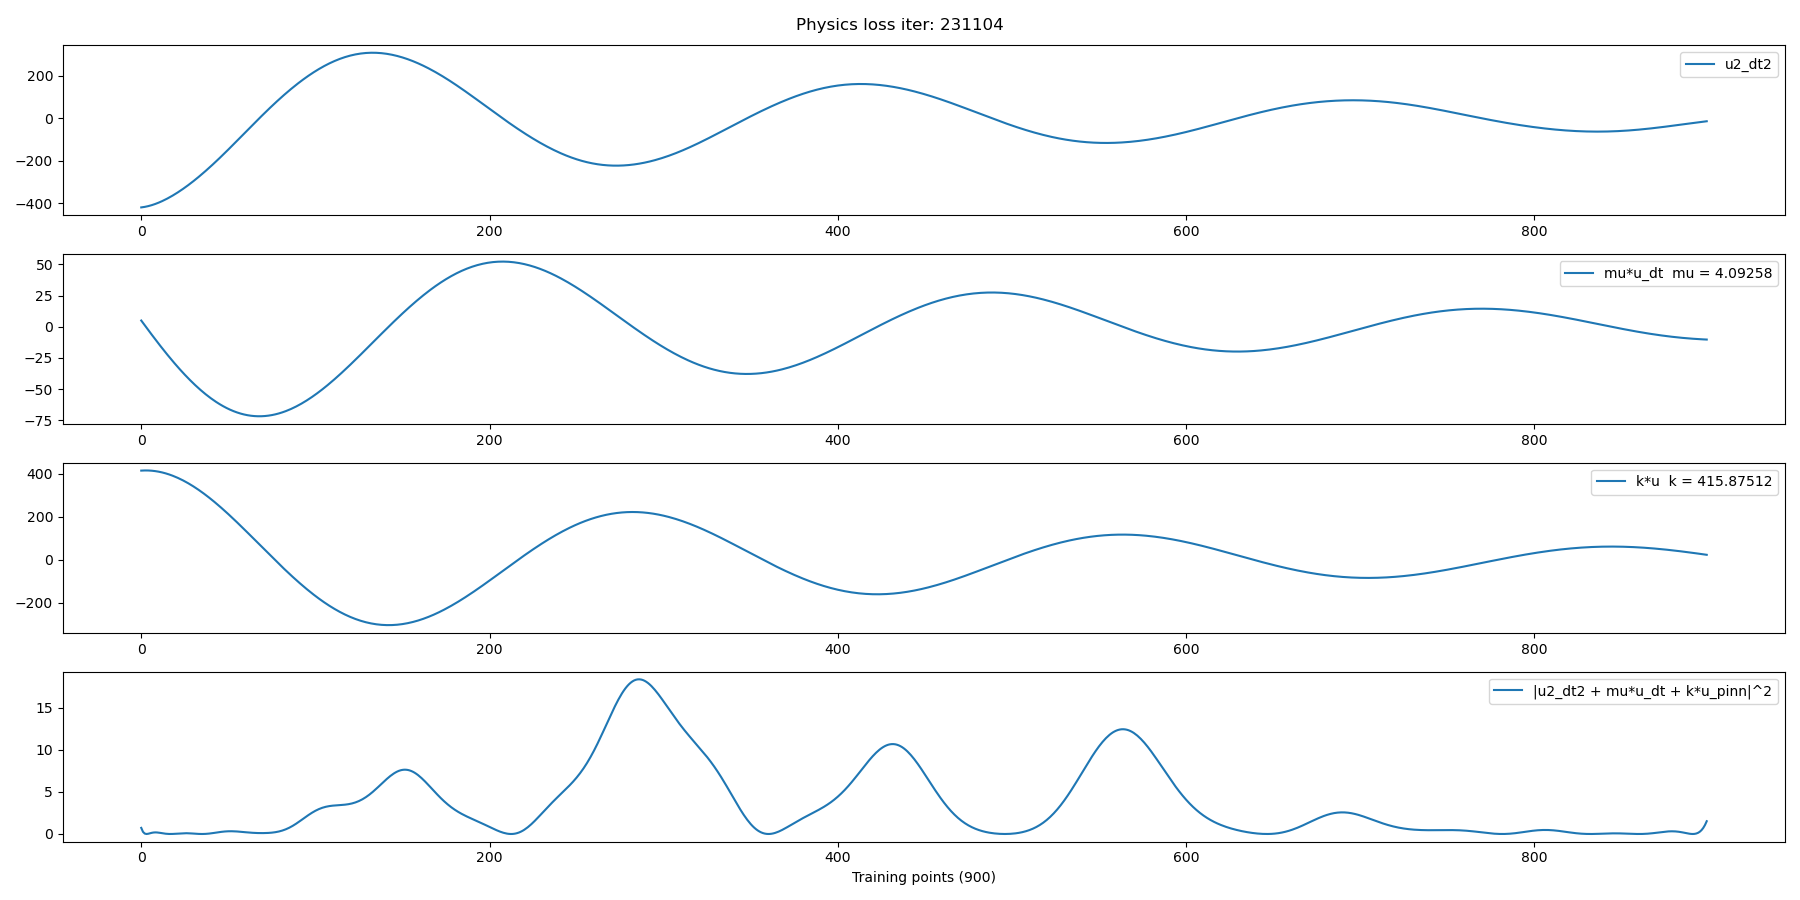 Physics loss iter: 231104
u2_dt2
200
0
−200
−400
0 200 400 600 800
mu*u_dt  mu = 4.09258
50
25
0
−25
−50
−75
0 200 400 600 800
k*u  k = 415.87512
400
200
0
−200
0 200 400 600 800
|u2_dt2 + mu*u_dt + k*u_pinn|^2
15
10
5
0
0 200 400 600 800
Training points (900)